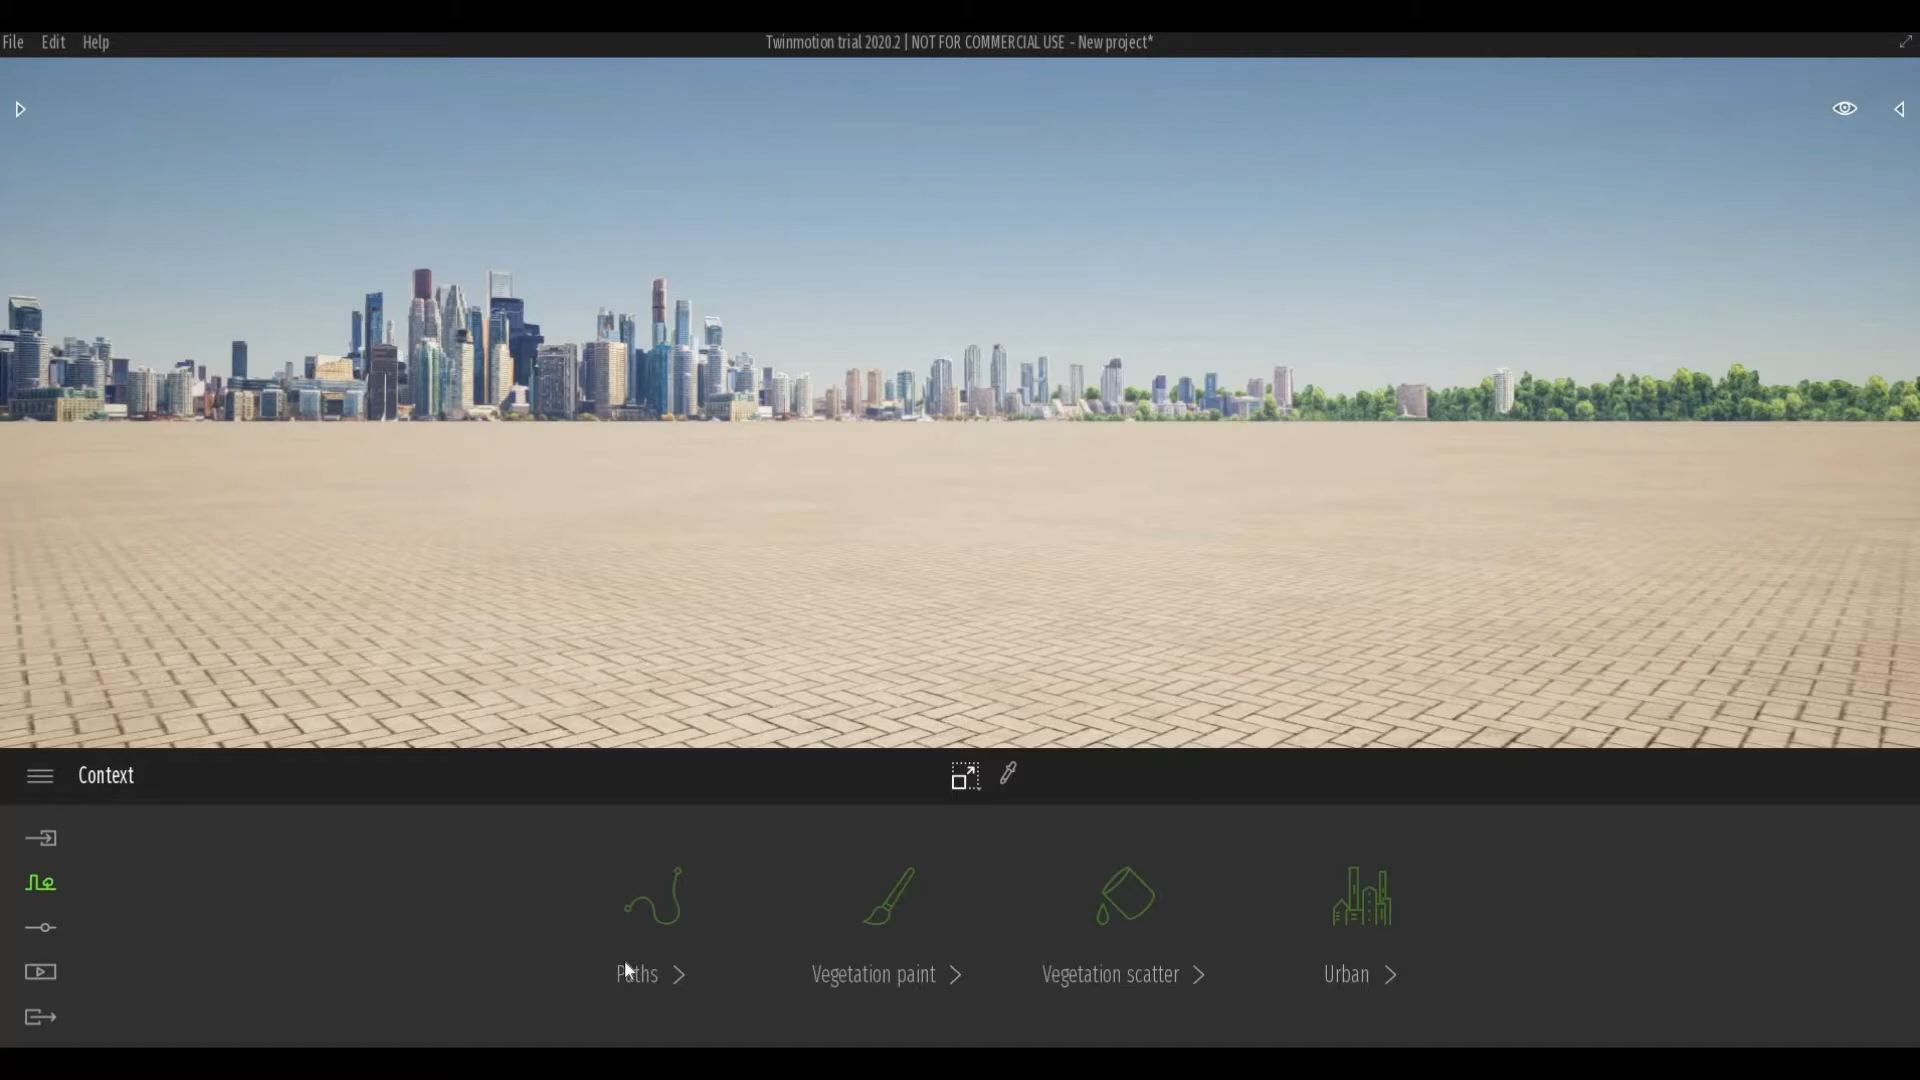 File Edit Help
Twinmotion trial 2020.2 | NOT FOR COMMERCIAL USE - New project*
Context
Paths
Vegetation paint
Vegetation scatter
Urban